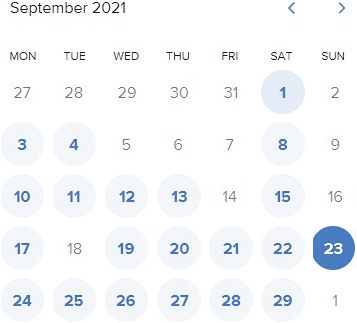 September 2021
MON TUE WED THU FRI SAT SUN
27 28 29 30 31 1 2
3 4 5 6 7 8 9
10 11 12 13 14 15 16
17 18 19 20 21 22 23
24 25 26 27 28 29 1